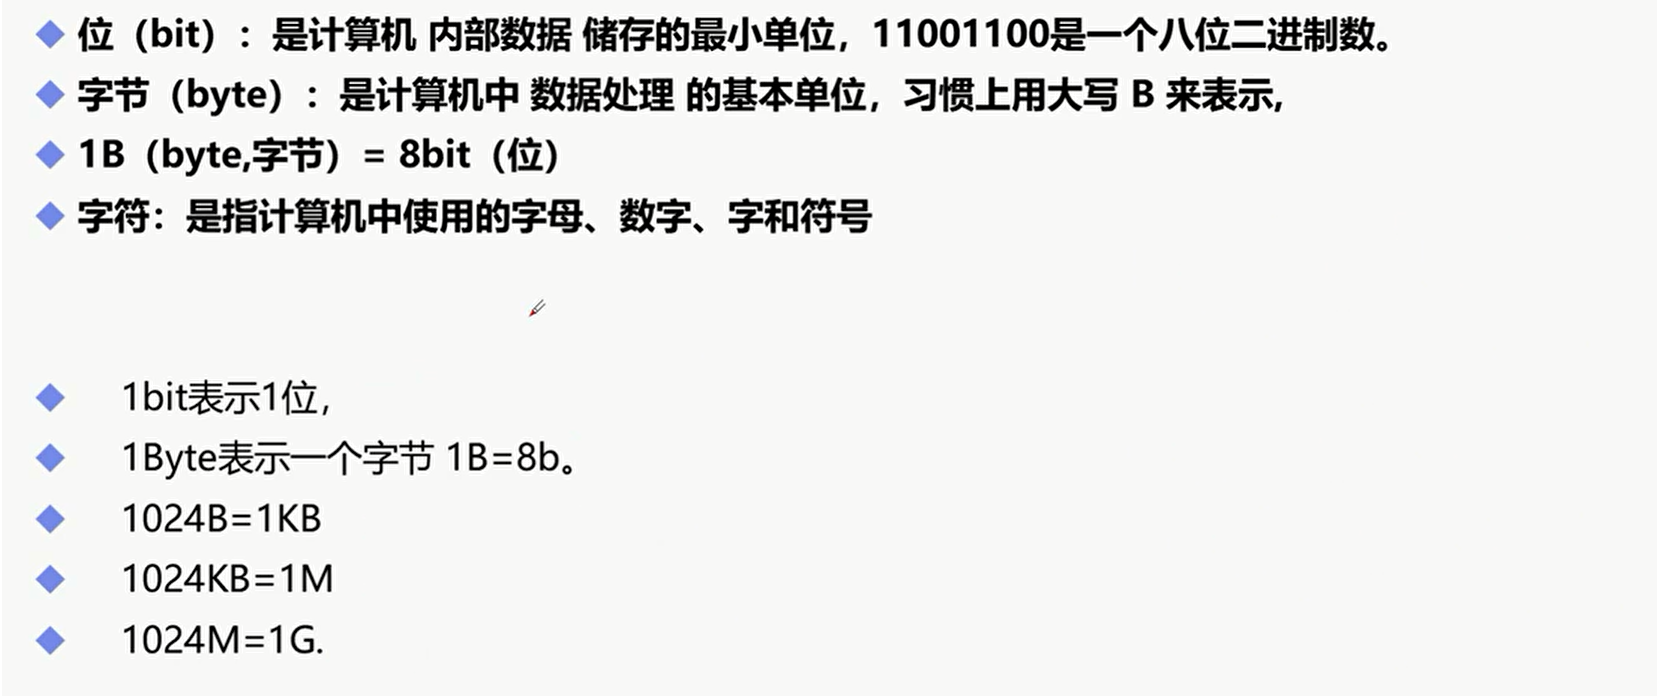 位（bit）：是计算机 内部数据 储存的最小单位，11001100是一个八位二进制数。
字节（byte）：是计算机中 数据处理 的基本单位，习惯上用大写 B 来表示,
1B（byte,字节）= 8bit（位）
字符：是指计算机中使用的字母、数字、字和符号
1bit表示1位，
1Byte表示一个字节 1B=8b。
1024B=1KB
1024KB=1M
1024M=1G.